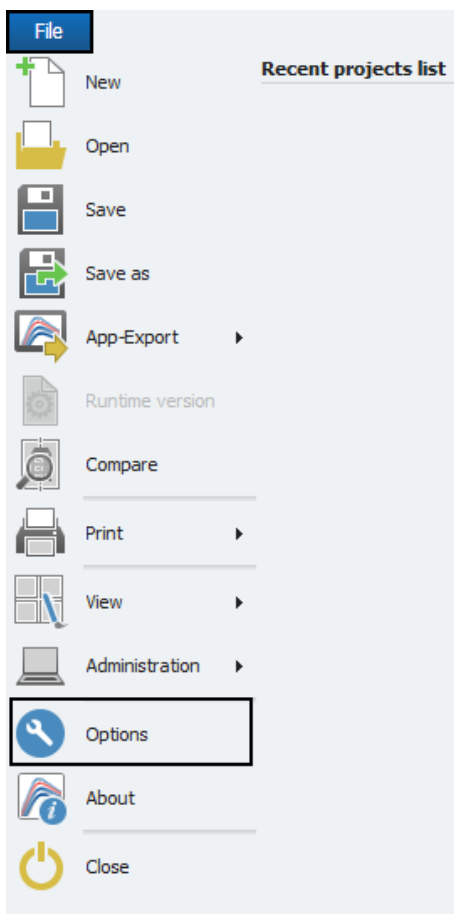 File
Recent projects list
New
Open
Save
Save as
App-Export
Runtime version
Compare
Print
View
Administration
Options
About
Close